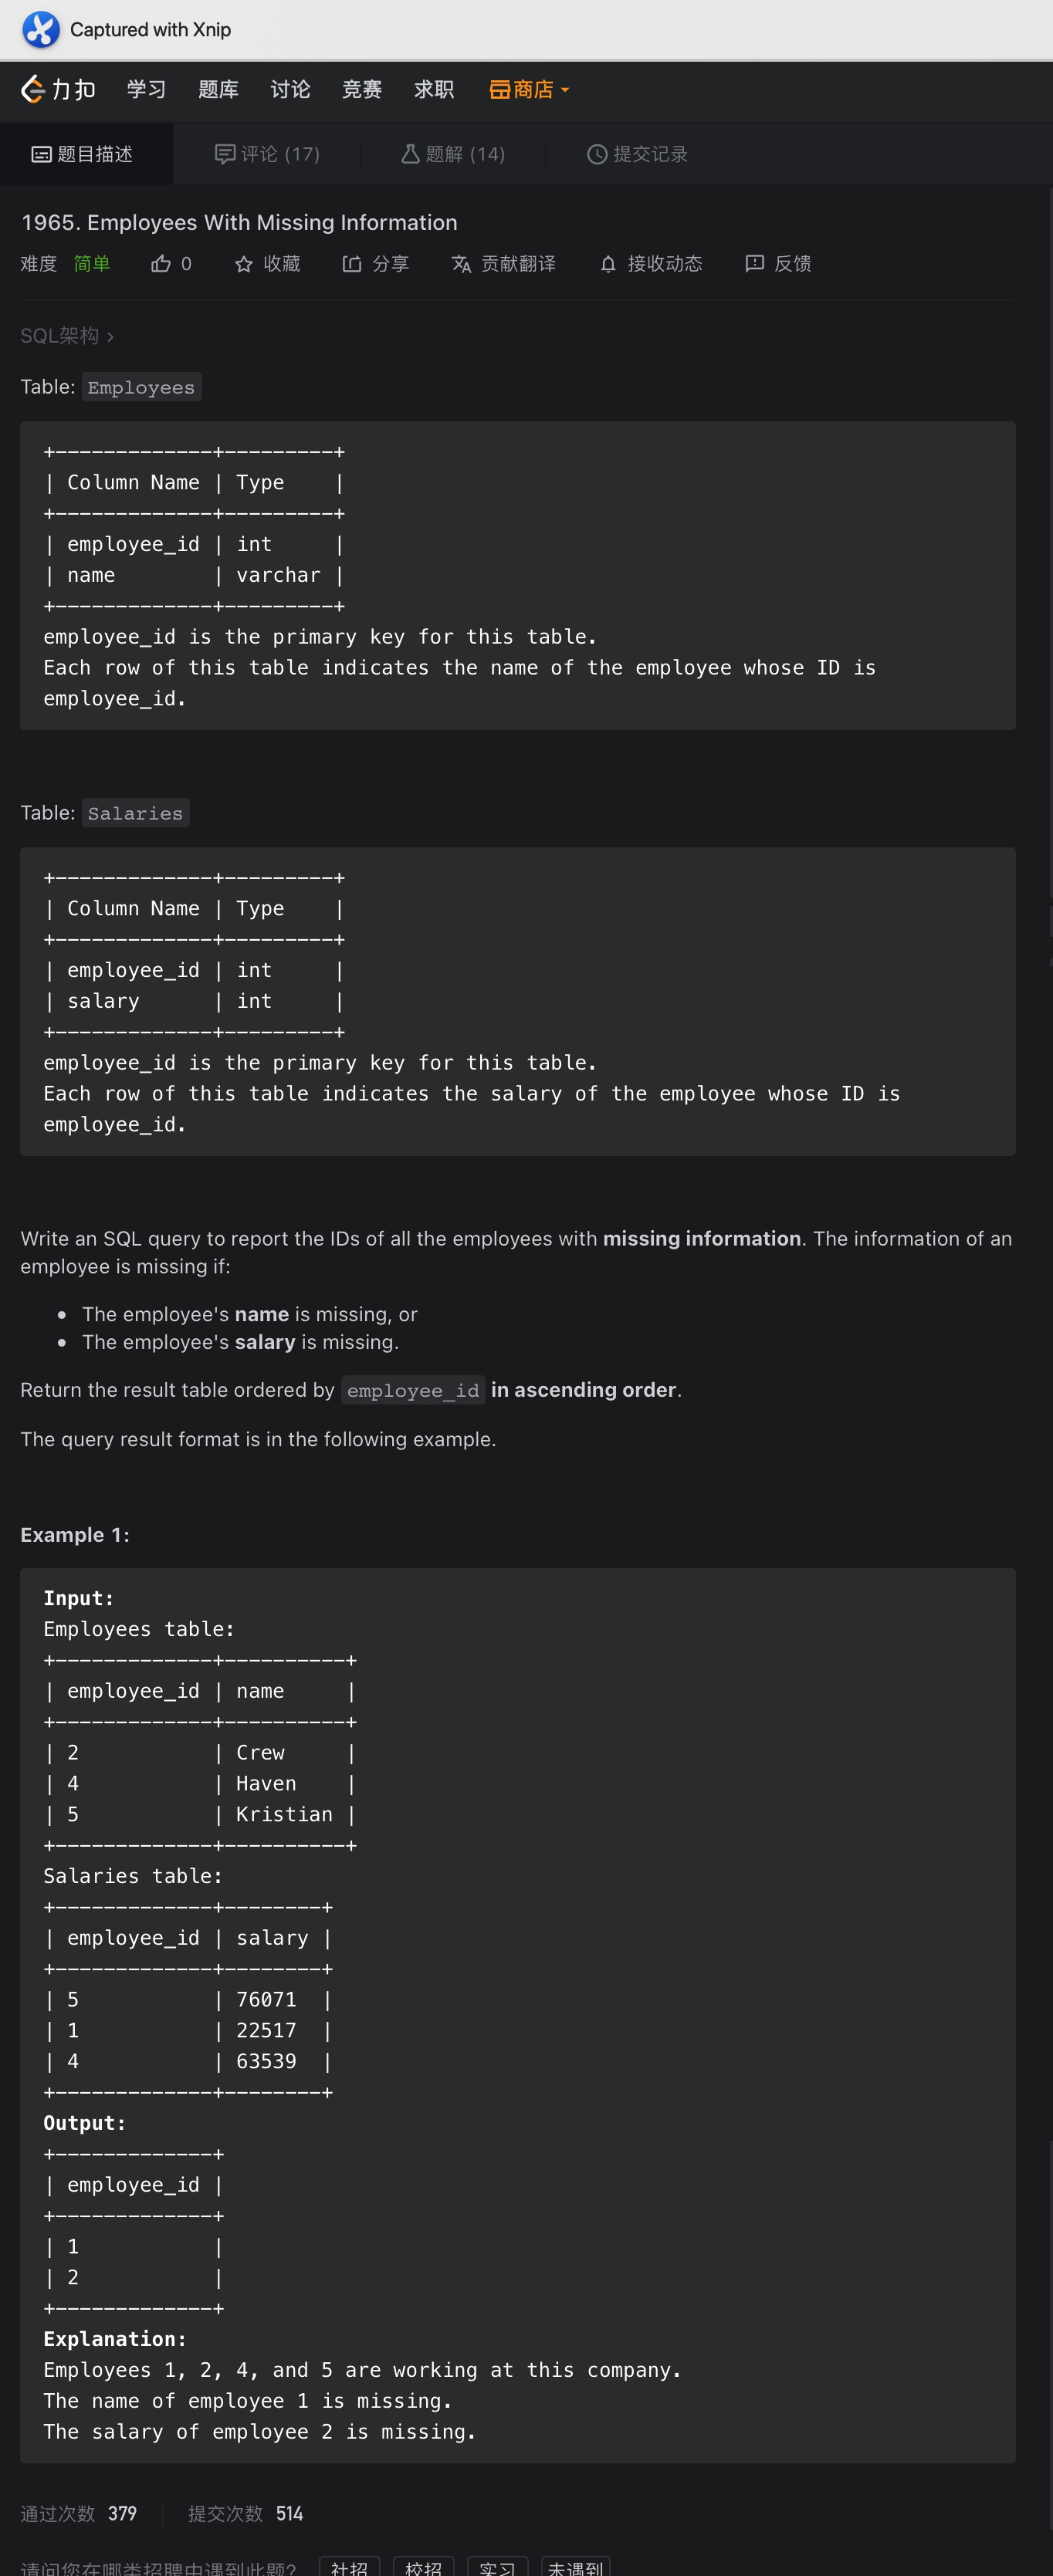 Captured with Xnip
力扣 学习 题库 讨论 竞赛 求职 商店
题目描述 评论 (17) 题解 (14) 提交记录
1965. Employees With Missing Information
难度 简单 0 收藏 分享 贡献翻译 接收动态 反馈
SQL架构 >
Table: Employees
+-------------+---------+
| Column Name | Type    |
+-------------+---------+
| employee_id | int     |
| name        | varchar |
+-------------+---------+
employee_id is the primary key for this table.
Each row of this table indicates the name of the employee whose ID is
employee_id.
Table: Salaries
+-------------+---------+
| Column Name | Type    |
+-------------+---------+
| employee_id | int     |
| salary      | int     |
+-------------+---------+
employee_id is the primary key for this table.
Each row of this table indicates the salary of the employee whose ID is
employee_id.
Write an SQL query to report the IDs of all the employees with missing information. The information of an
employee is missing if:
• The employee's name is missing, or
• The employee's salary is missing.
Return the result table ordered by employee_id in ascending order.
The query result format is in the following example.
Example 1:
Input:
Employees table:
+-------------+----------+
| employee_id | name     |
+-------------+----------+
| 2           | Crew     |
| 4           | Haven    |
| 5           | Kristian |
+-------------+----------+
Salaries table:
+-------------+--------+
| employee_id | salary |
+-------------+--------+
| 5           | 76071  |
| 1           | 22517  |
| 4           | 63539  |
+-------------+--------+
Output:
+-------------+
| employee_id |
+-------------+
| 1           |
| 2           |
+-------------+
Explanation:
Employees 1, 2, 4, and 5 are working at this company.
The name of employee 1 is missing.
The salary of employee 2 is missing.
通过次数 379 提交次数 514
请问您在哪类招聘中遇到此题? 社招 校招 实习 未遇到